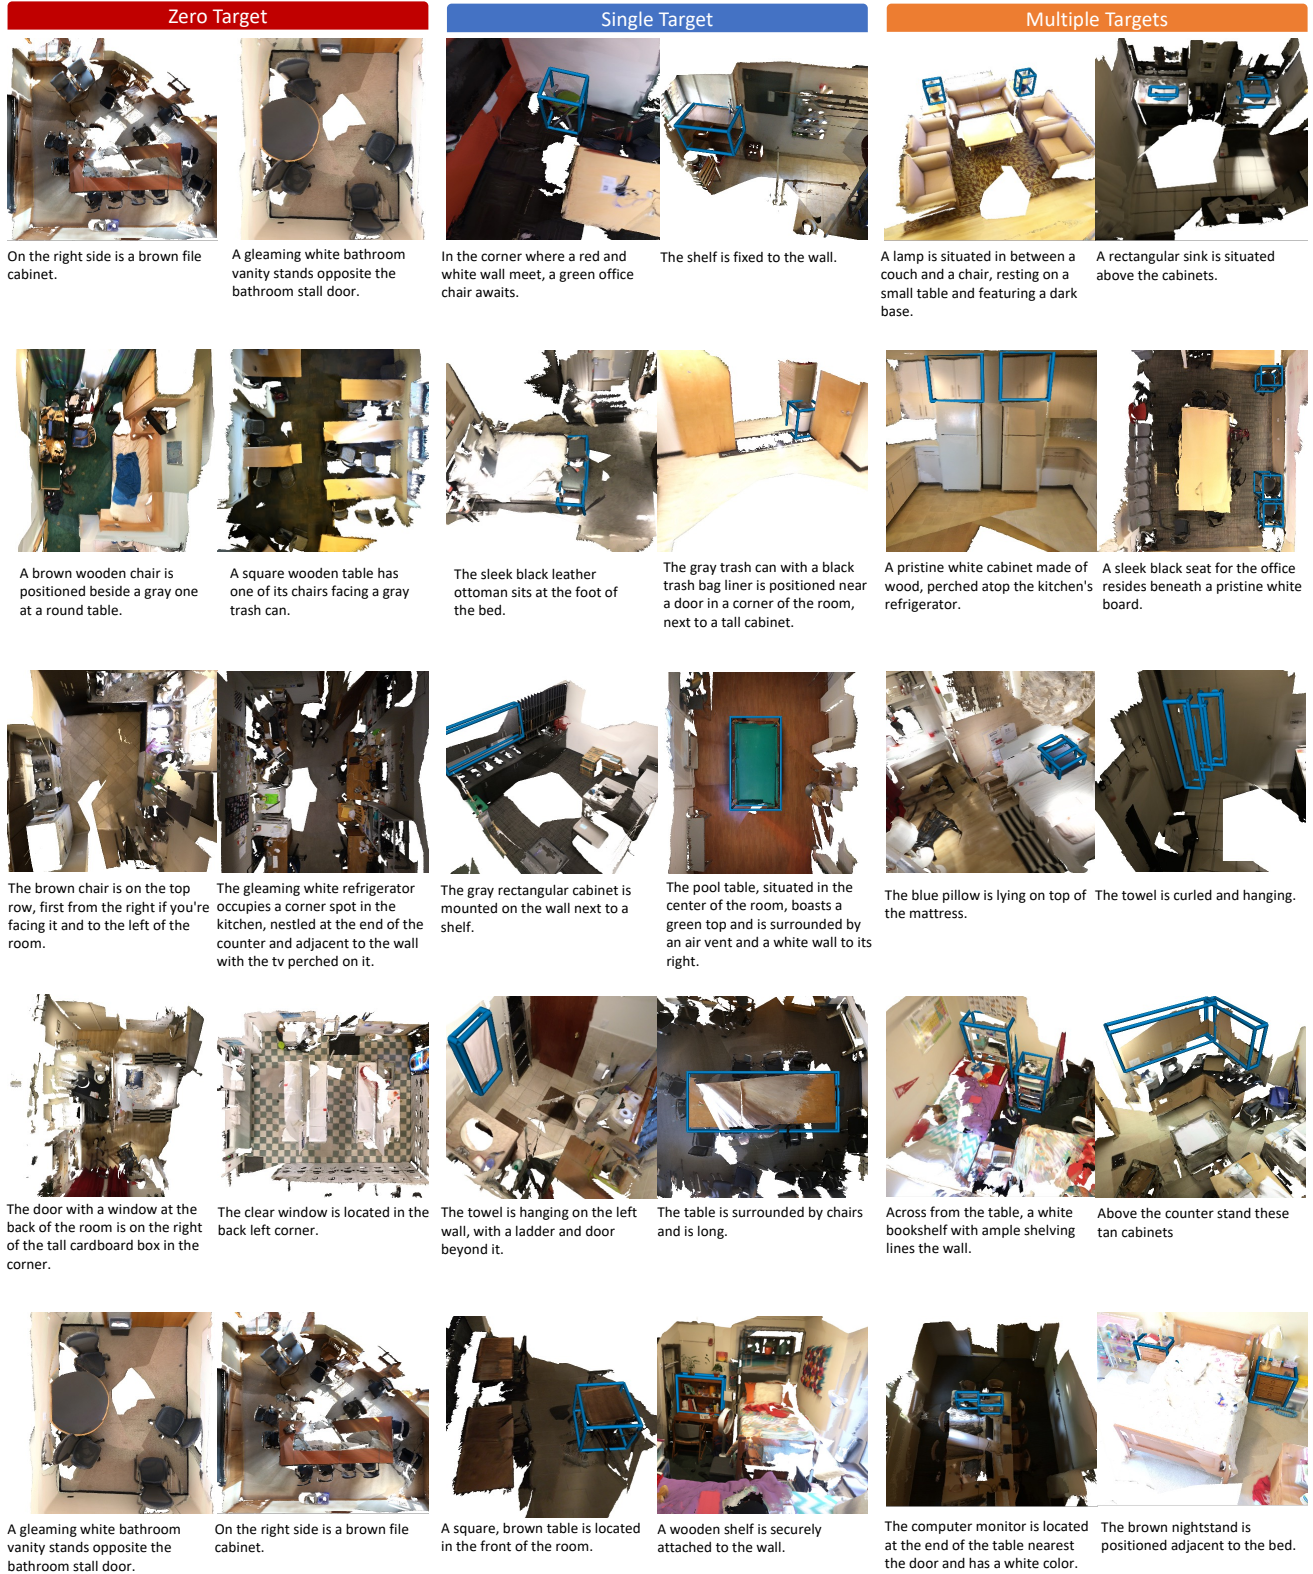 Zero Target
Single Target
Multiple Targets
On the right side is a brown file
cabinet.
A gleaming white bathroom
vanity stands opposite the
bathroom stall door.
In the corner where a red and
white wall meet, a green office
chair awaits.
The shelf is fixed to the wall.
A lamp is situated in between a
couch and a chair, resting on a
small table and featuring a dark
base.
A rectangular sink is situated
above the cabinets.
A brown wooden chair is
positioned beside a gray one
at a round table.
A square wooden table has
one of its chairs facing a gray
trash can.
The sleek black leather
ottoman sits at the foot of
the bed.
The gray trash can with a black
trash bag liner is positioned near
a door in a corner of the room,
next to a tall cabinet.
A pristine white cabinet made of
wood, perched atop the kitchen's
refrigerator.
A sleek black seat for the office
resides beneath a pristine white
board.
The brown chair is on the top
row, first from the right if you're
facing it and to the left of the
room.
The gleaming white refrigerator
occupies a corner spot in the
kitchen, nestled at the end of the
counter and adjacent to the wall
with the tv perched on it.
The gray rectangular cabinet is
mounted on the wall next to a
shelf.
The pool table, situated in the
center of the room, boasts a
green top and is surrounded by
an air vent and a white wall to its
right.
The blue pillow is lying on top of
the mattress.
The towel is curled and hanging.
The door with a window at the
back of the room is on the right
of the tall cardboard box in the
corner.
The clear window is located in the
back left corner.
The towel is hanging on the left
wall, with a ladder and door
beyond it.
The table is surrounded by chairs
and is long.
Across from the table, a white
bookshelf with ample shelving
lines the wall.
Above the counter stand these
tan cabinets
A gleaming white bathroom
vanity stands opposite the
bathroom stall door.
On the right side is a brown file
cabinet.
A square, brown table is located
in the front of the room.
A wooden shelf is securely
attached to the wall.
The computer monitor is located
at the end of the table nearest
the door and has a white color.
The brown nightstand is
positioned adjacent to the bed.